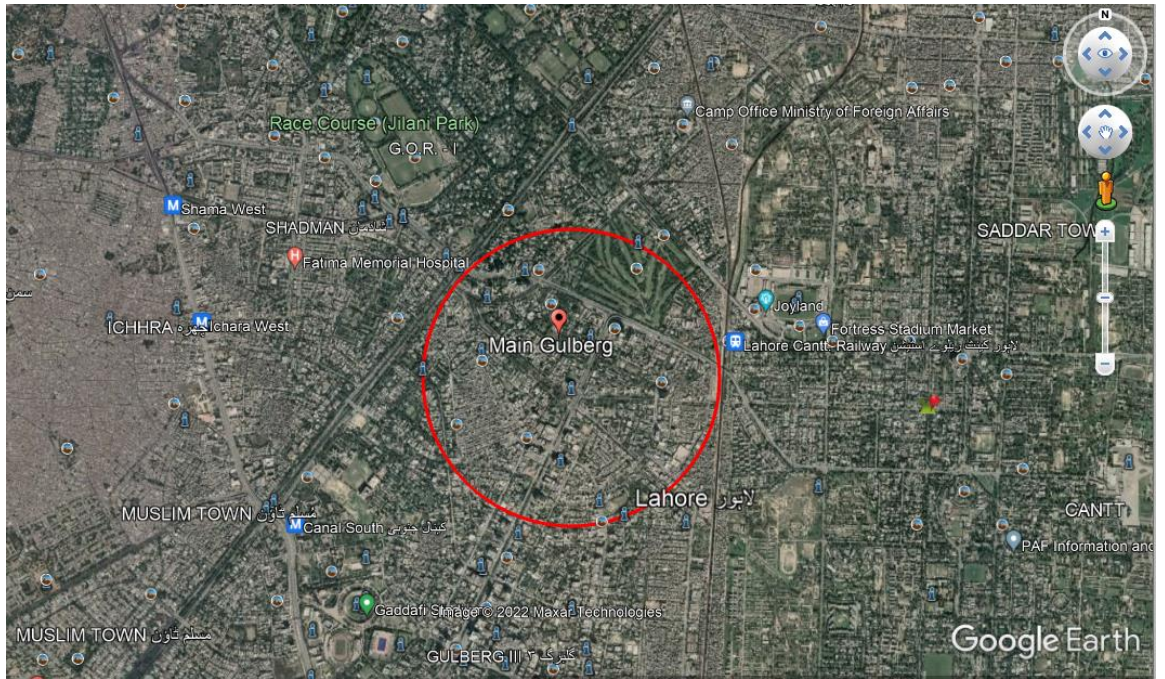 N
Camp Office Ministry of Foreign Affairs
Race Course (Jilani Park)
G.O.R. - I
Shama West
SHADMAN شادمان
SADDAR TOW
Fatima Memorial Hospital
سمن
Joyland
ICHHRA اچھرہ
Ichara West
Fortress Stadium Market
Main Gulberg
Lahore Cantt. Railway لاہور کینٹ ریلوے اسٹیشن
Lahore لاہور
MUSLIM TOWN مسلم ٹاؤن
Canal South کینال جنوبی
CANTT
PAF Information and
Gaddafi
Image © 2022 Maxar Technologies
MUSLIM TOWN مسلم ٹاؤن
GULBERG III گلبرگ ٣
Google Earth